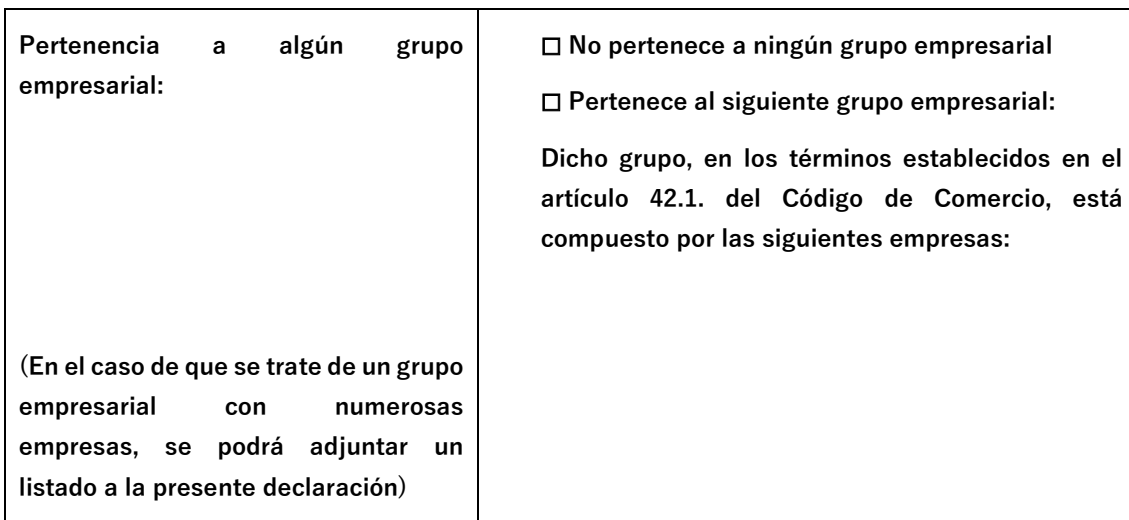 Pertenencia a algún grupo
empresarial:
(En el caso de que se trate de un grupo
empresarial con numerosas
empresas, se podrá adjuntar un
listado a la presente declaración)
☐ No pertenece a ningún grupo empresarial
☐ Pertenece al siguiente grupo empresarial:
Dicho grupo, en los términos establecidos en el
artículo 42.1. del Código de Comercio, está
compuesto por las siguientes empresas: